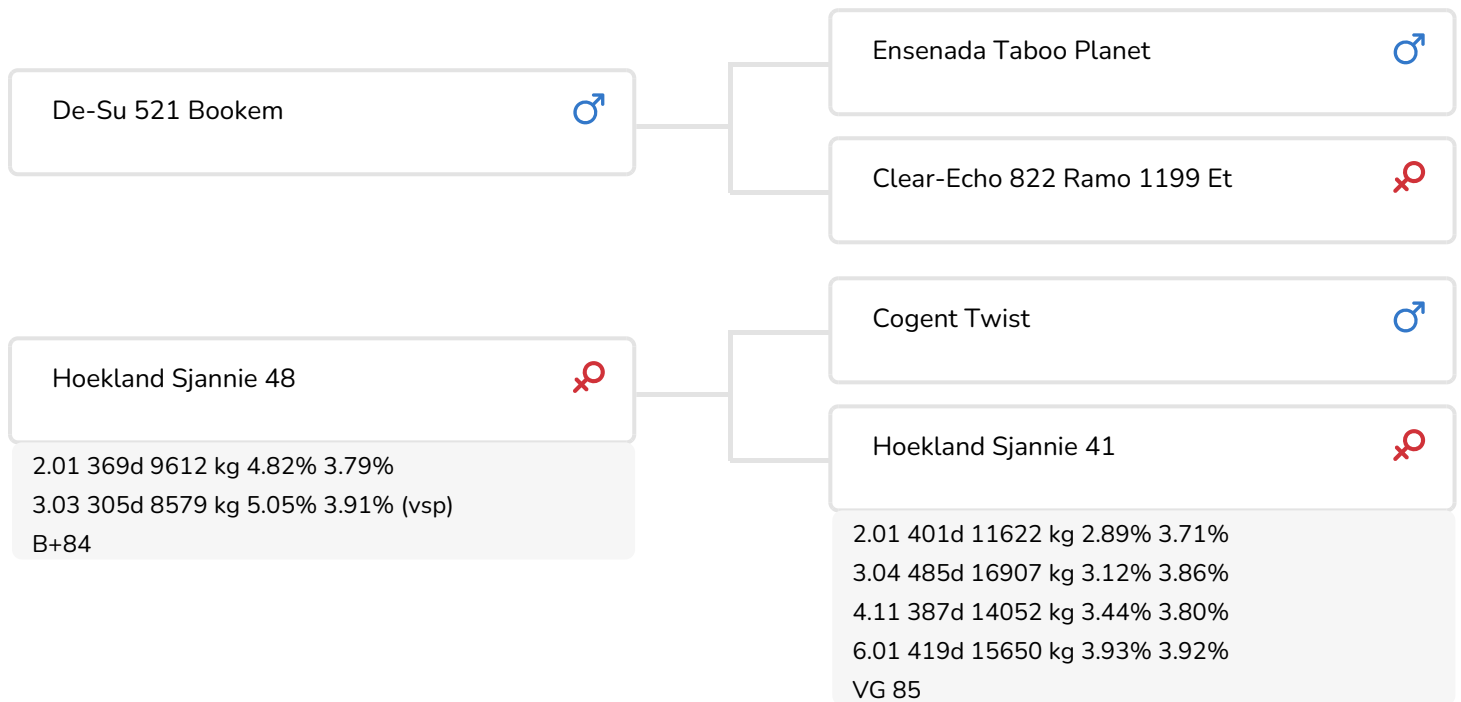 De-Su 521 Bookem
Ensenada Taboo Planet
Clear-Echo 822 Ramo 1199 Et
Hoekland Sjannie 48
2.01 369d 9612 kg 4.82% 3.79%
3.03 305d 8579 kg 5.05% 3.91% (vsp)
B+84
Cogent Twist
Hoekland Sjannie 41
2.01 401d 11622 kg 2.89% 3.71%
3.04 485d 16907 kg 3.12% 3.86%
4.11 387d 14052 kg 3.44% 3.80%
6.01 419d 15650 kg 3.93% 3.92%
VG 85